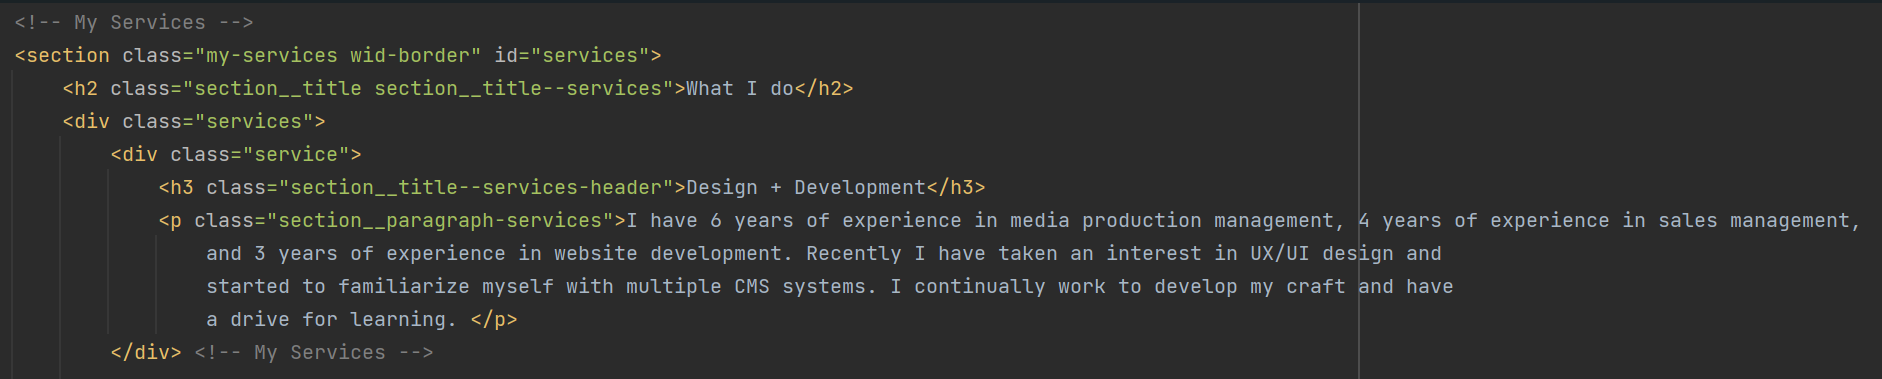 <!-- My Services -->
<section class="my-services wid-border" id="services">
<h2 class="section__title section__title--services">What I do</h2>
<div class="services">
<div class="service">
<h3 class="section__title--services-header">Design + Development</h3>
<p class="section__paragraph-services">I have 6 years of experience in media production management, 4 years of experience in sales management,
and 3 years of experience in website development. Recently I have taken an interest in UX/UI design and
started to familiarize myself with multiple CMS systems. I continually work to develop my craft and have
a drive for learning. </p>
</div> <!-- My Services -->